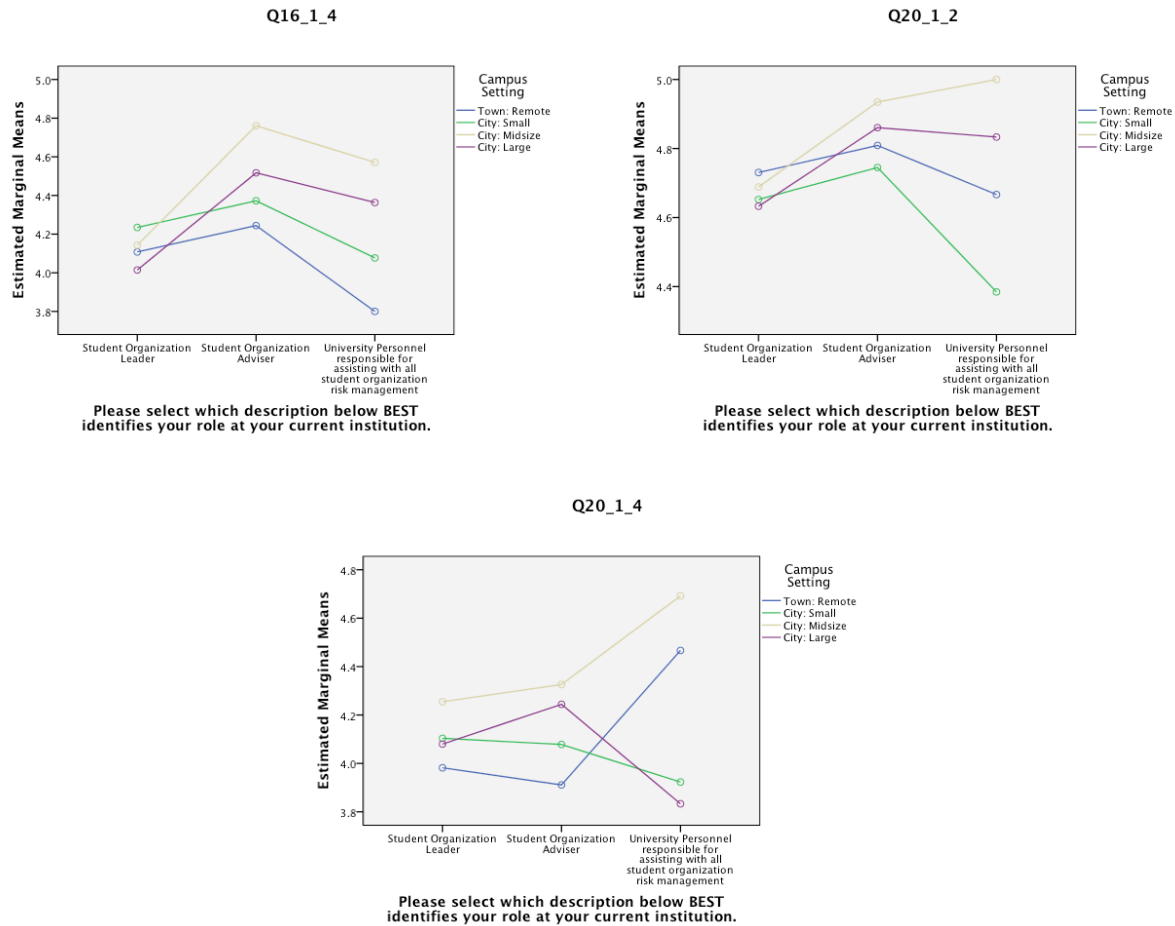 Q16_1_4
Estimated Marginal Means
5.0
4.8
4.6
4.4
4.2
4.0
3.8
Student Organization
Leader
Student Organization
Adviser
University Personnel
responsible for
assisting with all
student organization
risk management
Please select which description below BEST
identifies your role at your current institution.
Campus
Setting
Town: Remote
City: Small
City: Midsize
City: Large
Q20_1_2
Estimated Marginal Means
5.0
4.8
4.6
4.4
Student Organization
Leader
Student Organization
Adviser
University Personnel
responsible for
assisting with all
student organization
risk management
Please select which description below BEST
identifies your role at your current institution.
Campus
Setting
Town: Remote
City: Small
City: Midsize
City: Large
Q20_1_4
Estimated Marginal Means
4.8
4.6
4.4
4.2
4.0
3.8
Student Organization
Leader
Student Organization
Adviser
University Personnel
responsible for
assisting with all
student organization
risk management
Please select which description below BEST
identifies your role at your current institution.
Campus
Setting
Town: Remote
City: Small
City: Midsize
City: Large